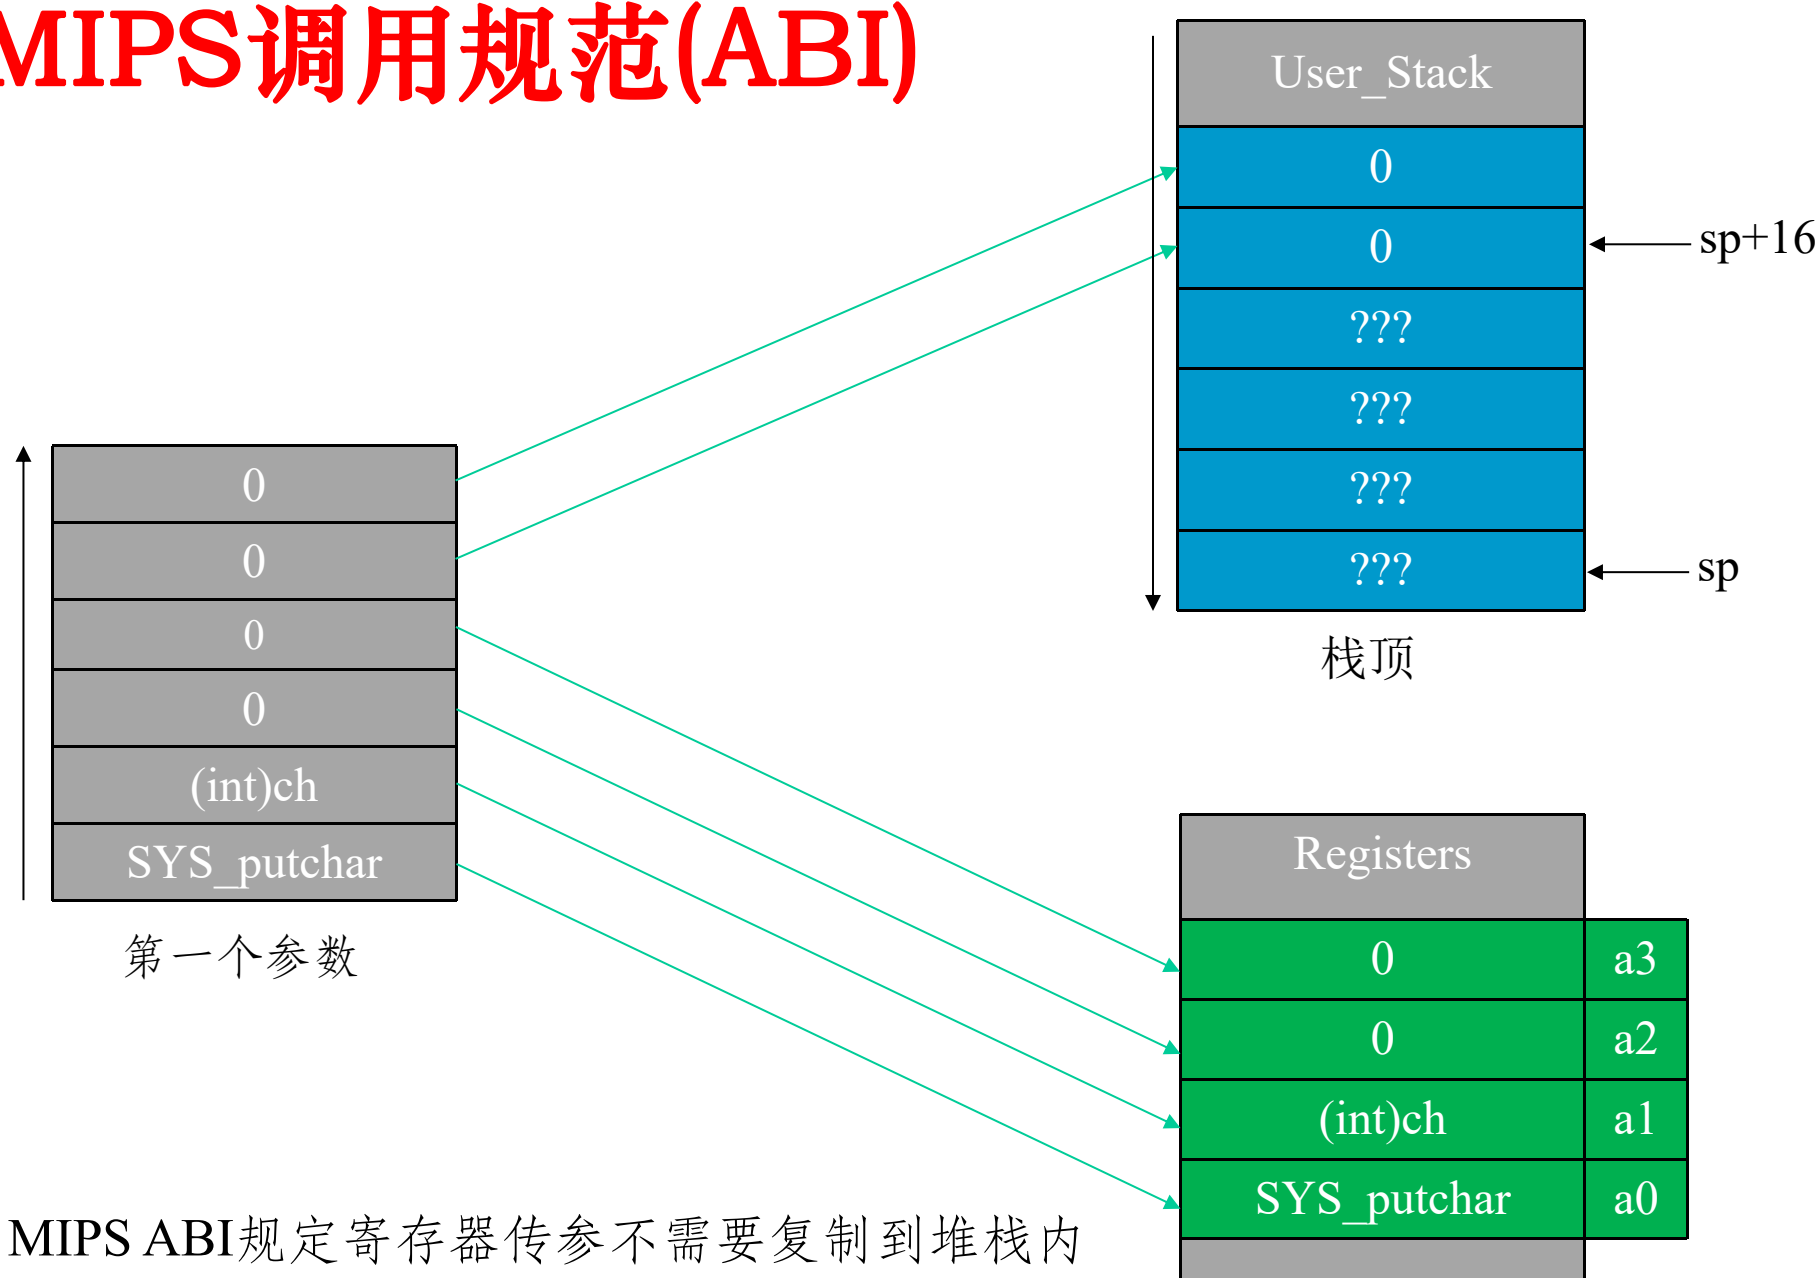 MIPS调用规范(ABI)
User_Stack
0
0
sp+16
???
???
???
???
sp
栈顶
0
0
0
0
(int)ch
SYS_putchar
第一个参数
Registers
0 a3
0 a2
(int)ch a1
SYS_putchar a0
MIPS ABI规定寄存器传参不需要复制到堆栈内